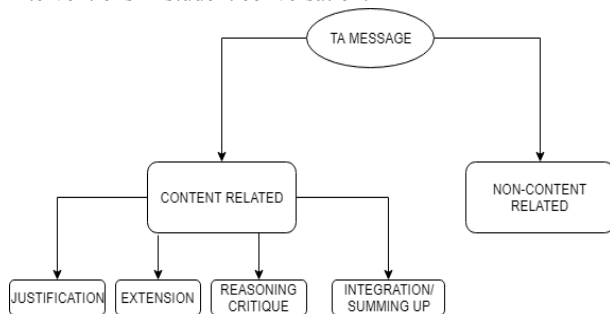 TA MESSAGE
CONTENT RELATED
NON-CONTENT
RELATED
JUSTIFICATION
EXTENSION
REASONING
CRITIQUE
INTEGRATION/
SUMMING UP